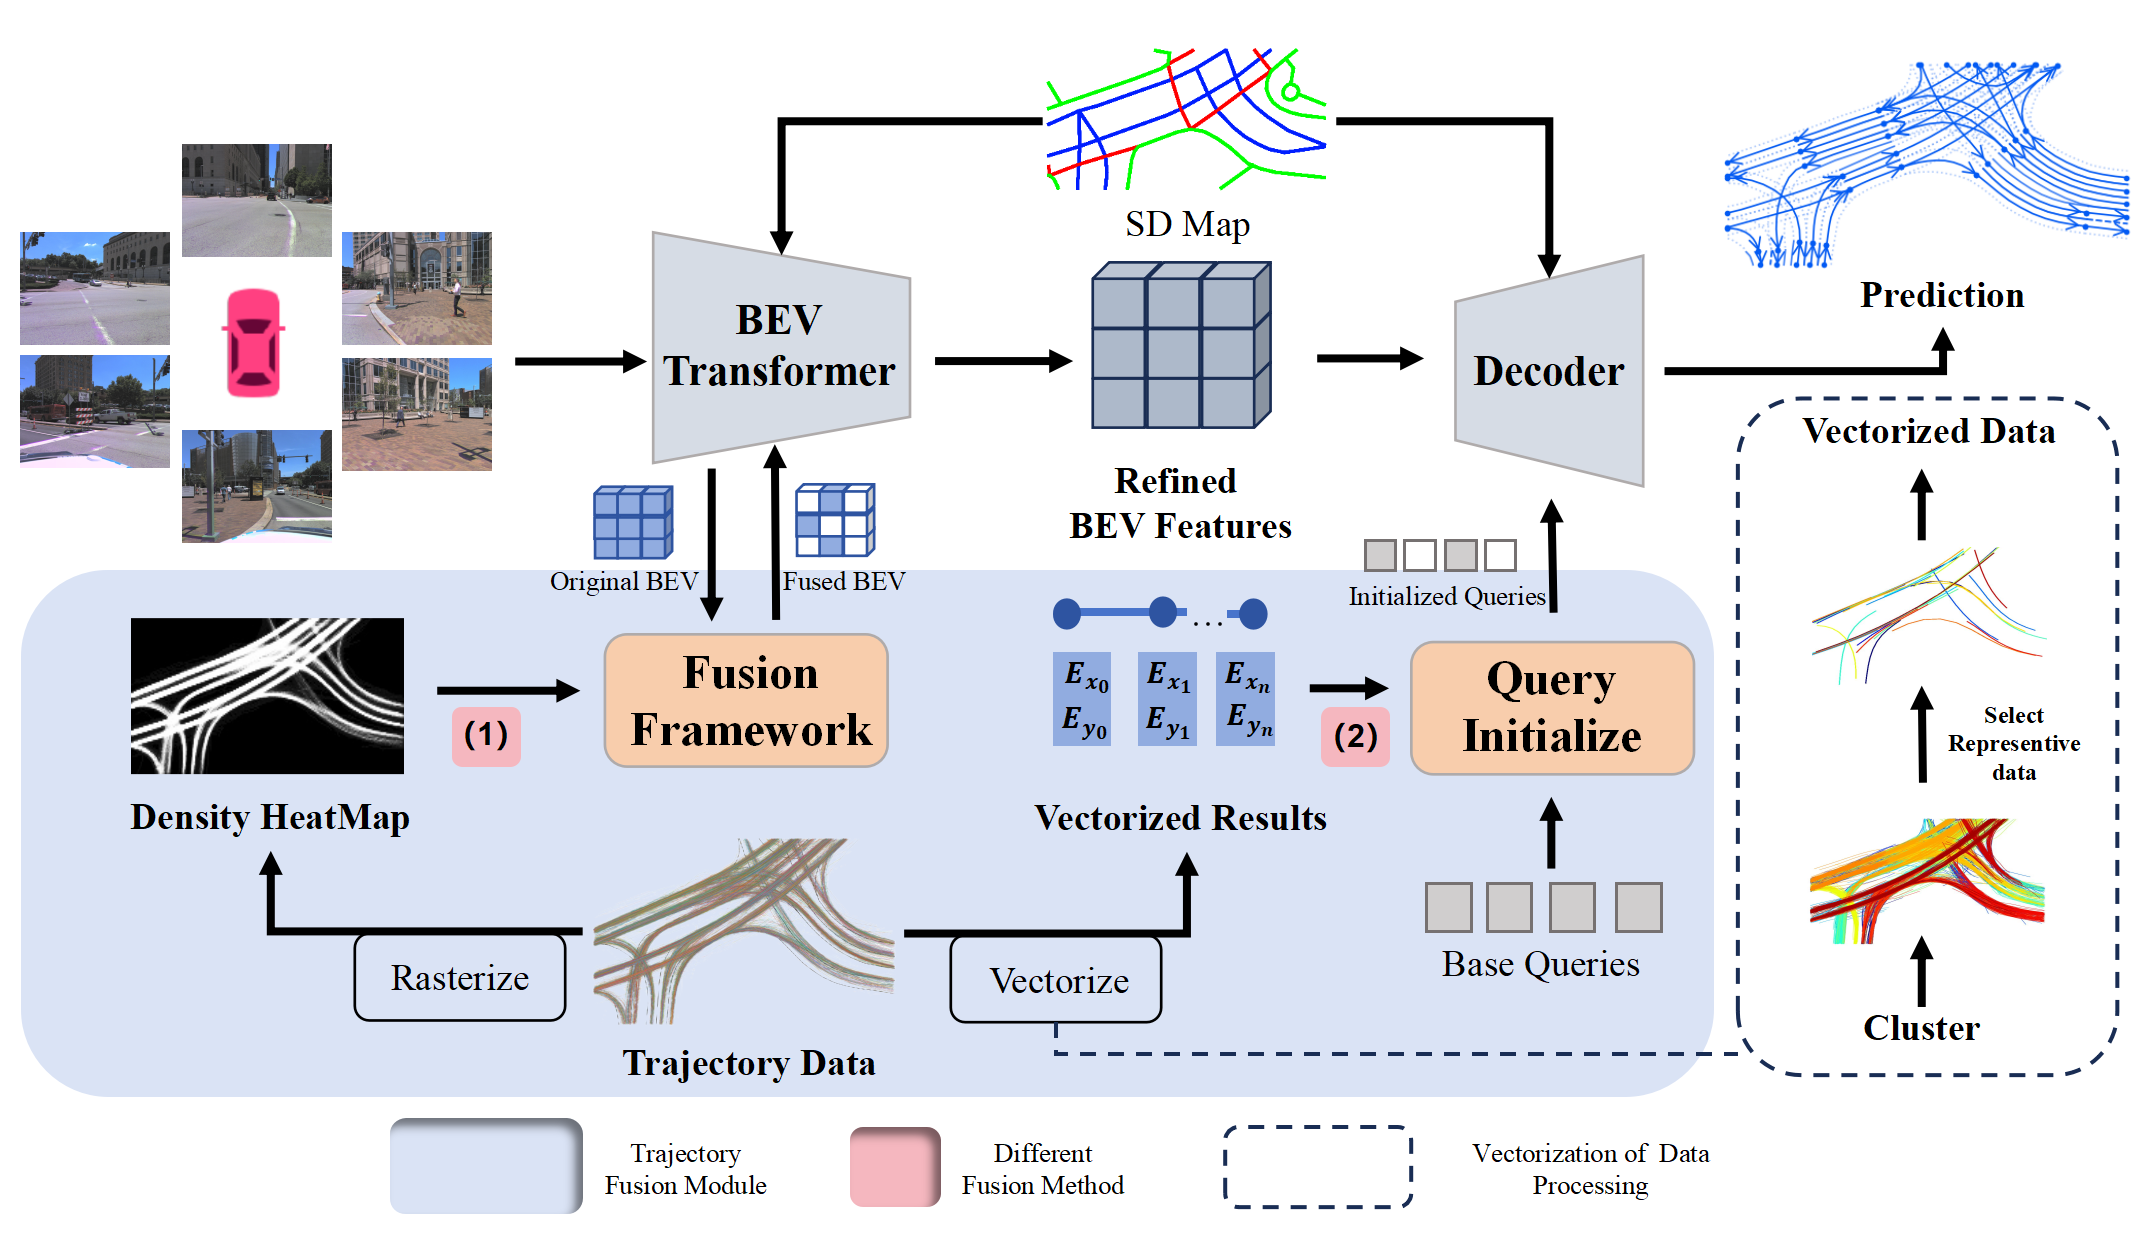 SD Map
Prediction
BEV
Transformer
Decoder
Refined
BEV Features
Vectorized Data
Original BEV
Fused BEV
Initialized Queries
Fusion
Framework
E_{x_0}
E_{y_0}
E_{x_1}
E_{y_1}
...
E_{x_n}
E_{y_n}
Query
Initialize
(1)
(2)
Select
Representive
data
Density HeatMap
Vectorized Results
Rasterize
Vectorize
Base Queries
Trajectory Data
Cluster
Trajectory
Fusion Module
Different
Fusion Method
Vectorization of Data
Processing